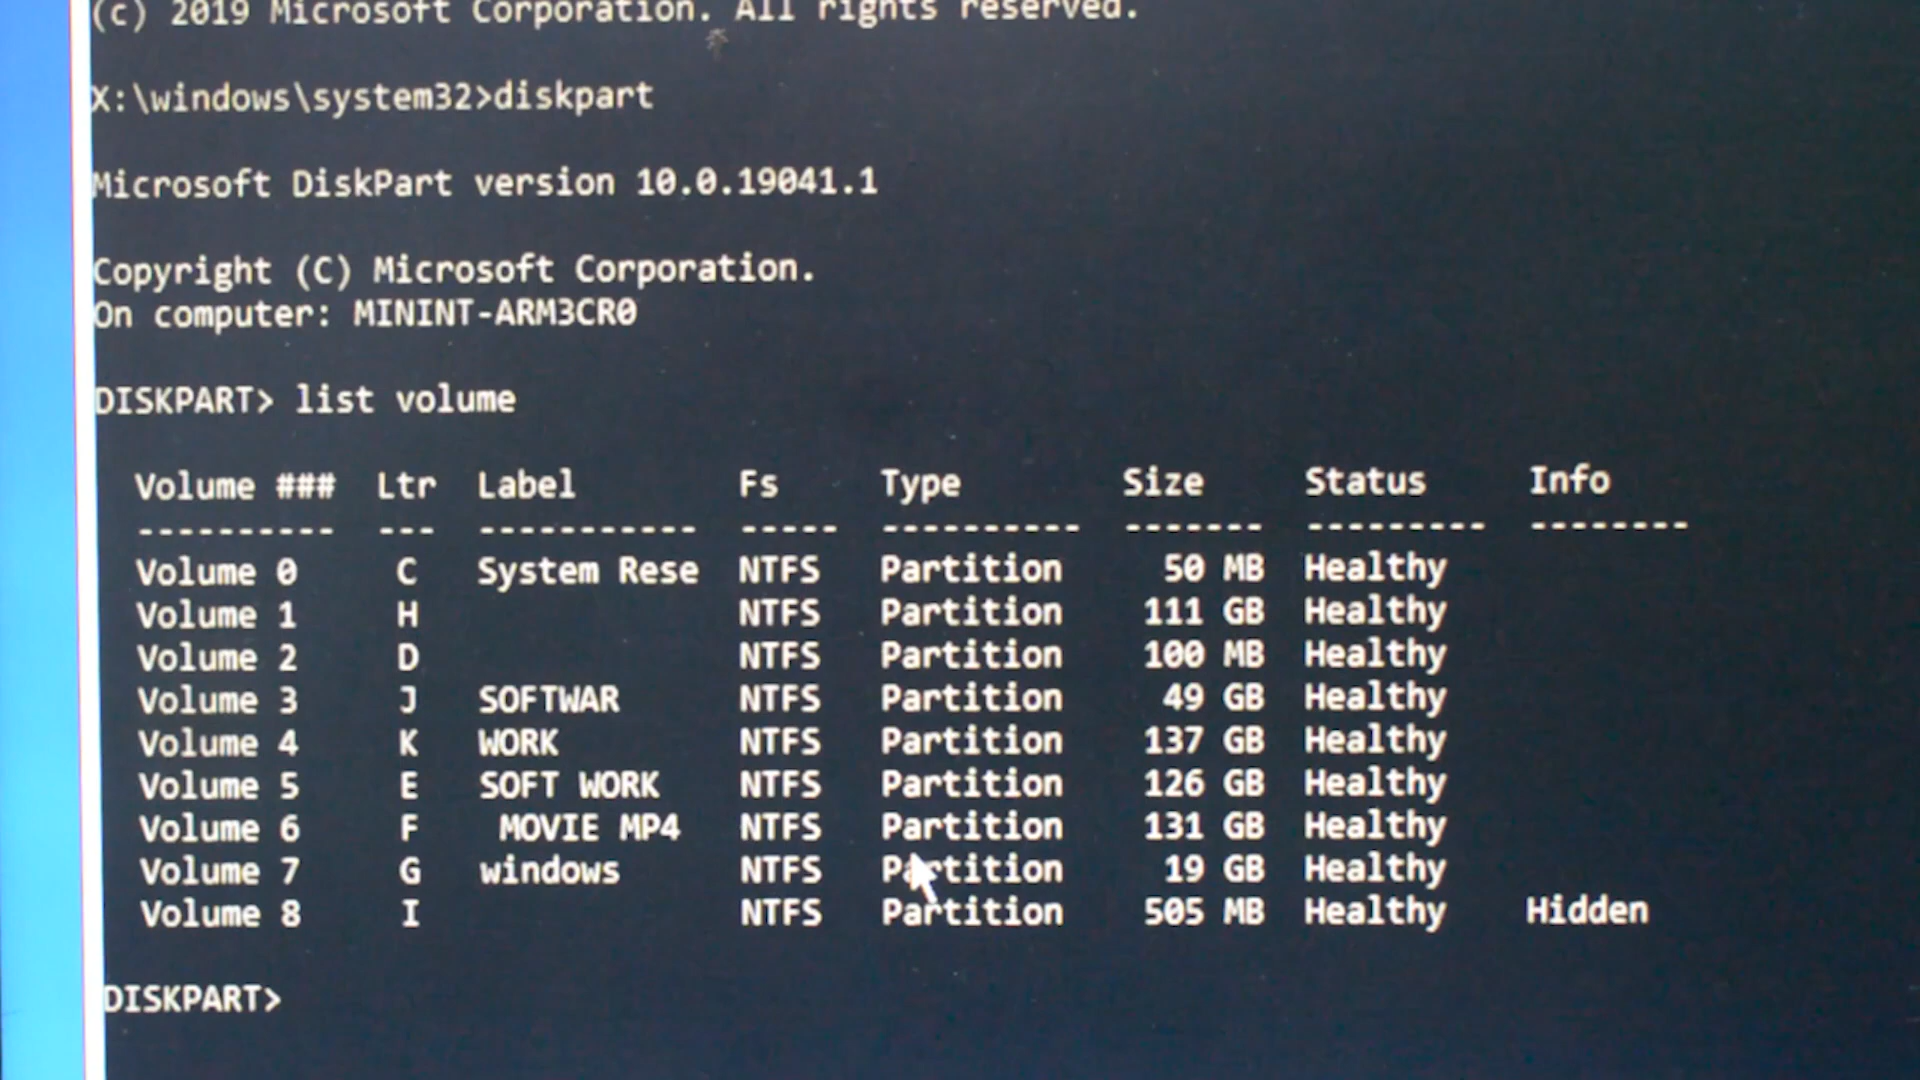 (c) 2019 Microsoft Corporation. All rights reserved.
X:\windows\system32>diskpart
Microsoft DiskPart version 10.0.19041.1
Copyright (C) Microsoft Corporation.
On computer: MININT-ARM3CR0
DISKPART> list volume
Volume ### Ltr Label Fs Type Size Status Info
---------- --- ----------- ----- ---------- ------- --------- --------
Volume 0 C System Rese NTFS Partition 50 MB Healthy
Volume 1 H NTFS Partition 111 GB Healthy
Volume 2 D NTFS Partition 100 MB Healthy
Volume 3 J SOFTWAR NTFS Partition 49 GB Healthy
Volume 4 K WORK NTFS Partition 137 GB Healthy
Volume 5 E SOFT WORK NTFS Partition 126 GB Healthy
Volume 6 F MOVIE MP4 NTFS Partition 131 GB Healthy
Volume 7 G windows NTFS Partition 19 GB Healthy
Volume 8 I NTFS Partition 505 MB Healthy Hidden
DISKPART>